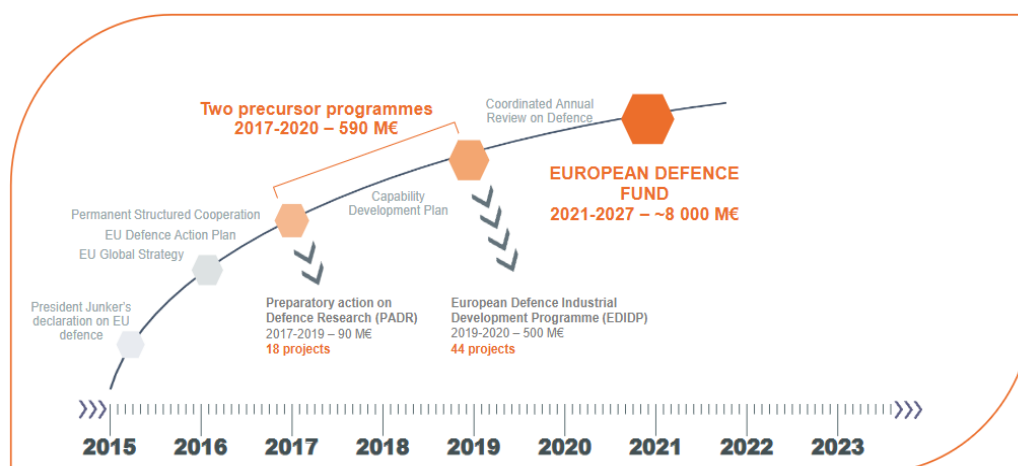 Two precursor programmes
2017-2020 – 590 M€
Coordinated Annual
Review on Defence
EUROPEAN DEFENCE
FUND
2021-2027 – ~8 000 M€
Capability
Development Plan
Permanent Structured Cooperation
EU Defence Action Plan
EU Global Strategy
President Junker's
declaration on EU
defence
Preparatory action on
Defence Research (PADR)
2017-2019 – 90 M€
18 projects
European Defence Industrial
Development Programme (EDIDP)
2019-2020 – 500 M€
44 projects
2015 2016 2017 2018 2019 2020 2021 2022 2023